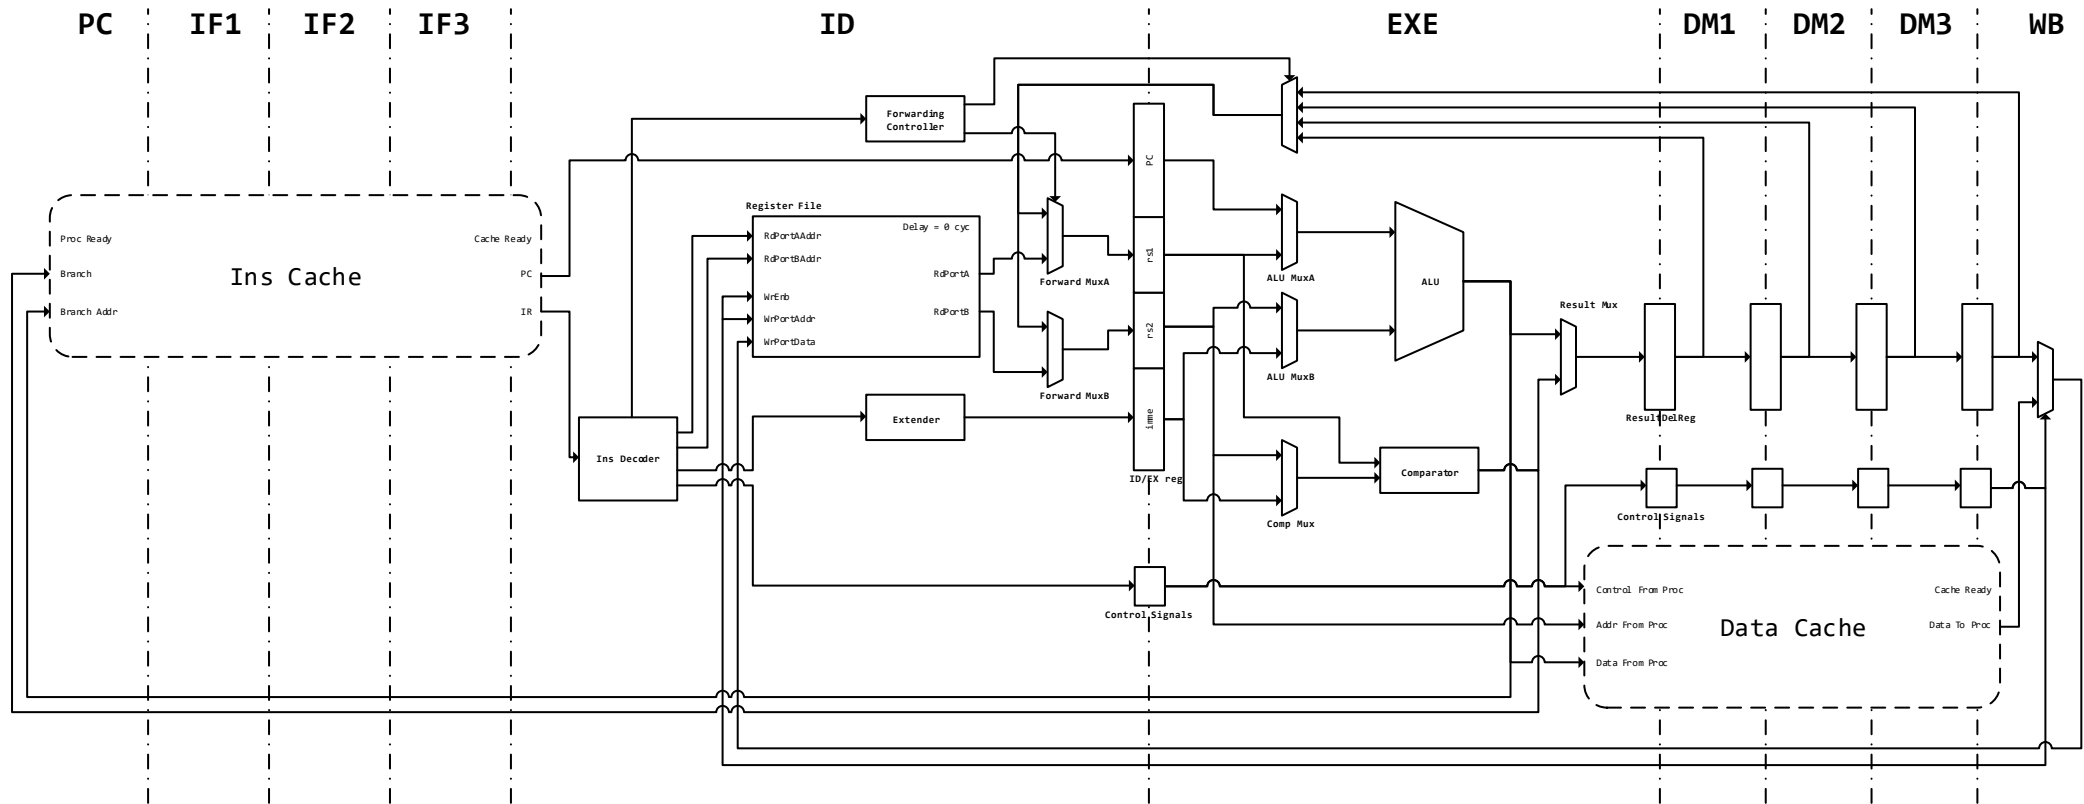 PC
IF1
IF2
IF3
ID
EXE
DM1
DM2
DM3
WB
Proc Ready
Branch
Branch Addr
Ins Cache
Cache Ready
PC
IR
Ins Decoder
Forwarding
Controller
Register File
Delay = 0 cyc
RdPortAAddr
RdPortBAddr
WrEnb
WrPortAddr
WrPortData
RdPortA
RdPortB
Extender
Forward MuxA
Forward MuxB
PC
rs1
rs2
imme
ID/EX reg
Control Signals
ALU MuxA
ALU MuxB
Comp Mux
ALU
Comparator
Result Mux
ResultDelReg
Control Signals
Control From Proc
Addr From Proc
Data From Proc
Data Cache
Cache Ready
Data To Proc